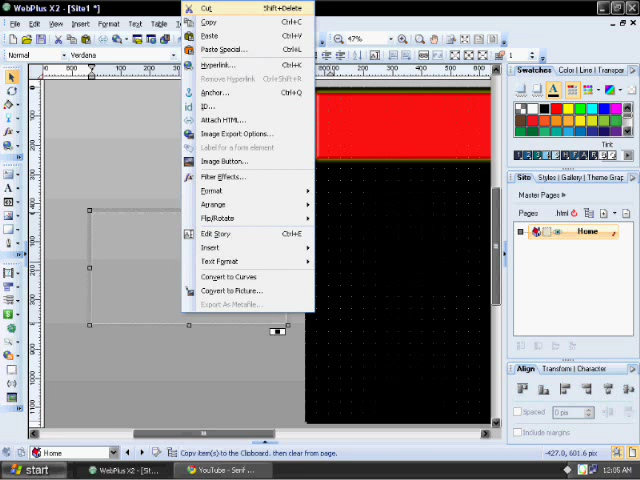 WebPlus X2 - [Site1 *]
File Edit View Insert
Format Text Table
Normal Verdana
47%
1
Cut Shift+Delete
Copy Ctrl+C
Paste Ctrl+V
Paste Special... Ctrl+L
Hyperlink... Ctrl+K
Remove Hyperlink Ctrl+Shift+R
Anchor... Ctrl+Q
ID...
Attach HTML...
Image Export Options...
Label for a form element
Image Button...
Filter Effects...
Format
Arrange
Flip/Rotate
Edit Story Ctrl+E
Insert
Text Format
Convert to Curves
Convert to Picture...
Export As Metafile...
Swatches Color | Line | Transpar
Tint
Site Styles | Gallery | Theme Grap
Master Pages
Pages .html
Home
Align Transform | Character
Spaced 0 pix
Include margins
Home
Copy item(s) to the Clipboard, then clear from page.
-427.0, 601.6 pix
start
WebPlus X2 - [Sit...
YouTube - Serif ...
12:05 AM